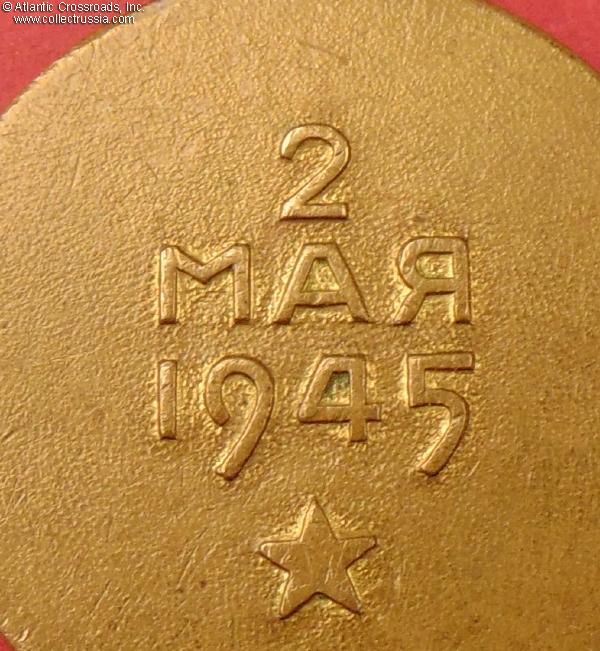 © Atlantic Crossroads, Inc.
www.collectrussia.com
2
МАЯ
1945